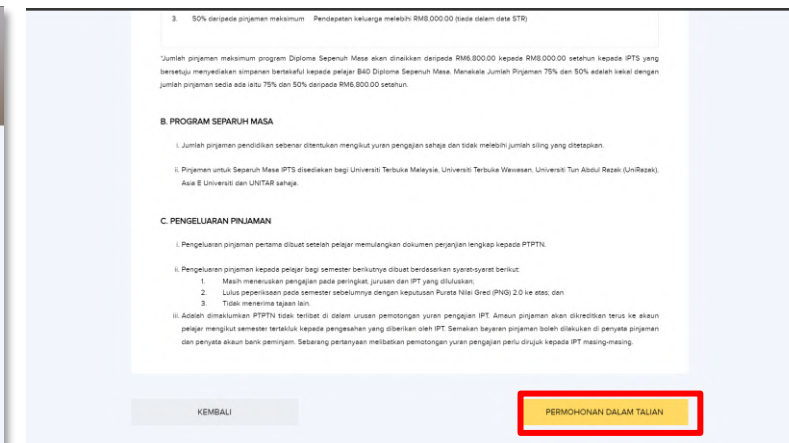 3. 50% daripada pinjaman maksimum Pendapatan keluarga melebihi RM8,000.00 (tiada dalam data STR)
*Jumlah pinjaman maksimum program Diploma Sepenuh Masa akan dinaikkan daripada RM6,800.00 kepada RM8,000.00 setahun kepada IPTS yang
bersetuju menyediakan simpanan bertakaful kepada pelajar B40 Diploma Sepenuh Masa. Manakala Jumlah Pinjaman 75% dan 50% adalah kekal dengan
jumlah pinjaman sedia ada iaitu 75% dan 50% daripada RM6,800.00 setahun.
B. PROGRAM SEPARUH MASA
i. Jumlah pinjaman pendidikan sebenar ditentukan mengikut yuran pengajian sahaja dan tidak melebihi jumlah siling yang ditetapkan.
ii. Pinjaman untuk Separuh Masa IPTS disediakan bagi Universiti Terbuka Malaysia, Universiti Terbuka Wawasan, Universiti Tun Abdul Razak (UniRazak),
Asia E Universiti dan UNITAR sahaja.
C. PENGELUARAN PINJAMAN
i. Pengeluaran pinjaman pertama dibuat setelah pelajar memulangkan dokumen perjanjian lengkap kepada PTPTN.
ii. Pengeluaran pinjaman kepada pelajar bagi semester berikutnya dibuat berdasarkan syarat-syarat berikut:
1. Masih meneruskan pengajian pada peringkat, jurusan dan IPT yang diluluskan;
2. Lulus peperiksaan pada semester sebelumnya dengan keputusan Purata Nilai Gred (PNG) 2.0 ke atas; dan
3. Tidak menerima tajaan lain.
iii. Adalah dimaklumkan PTPTN tidak terlibat di dalam urusan pemotongan yuran pengajian IPT. Amaun pinjaman akan dikreditkan terus ke akaun
pelajar mengikut semester tertakluk kepada pengesahan yang diberikan oleh IPT. Semakan bayaran pinjaman boleh dilakukan di penyata pinjaman
dan penyata akaun bank peminjam. Sebarang pertanyaan melibatkan pemotongan yuran pengajian perlu dirujuk kepada IPT masing-masing.
KEMBALI
PERMOHONAN DALAM TALIAN